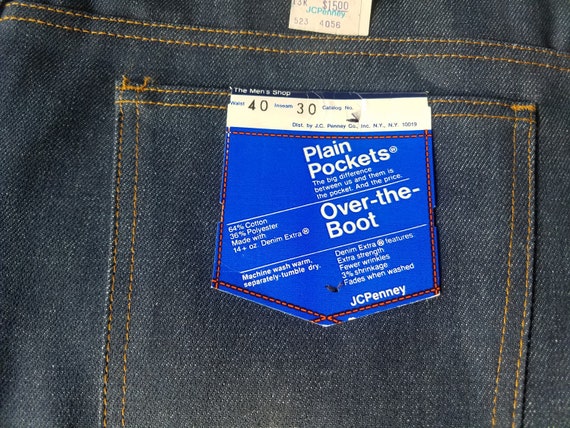 13K $1500
JCPenney
523 4056
The Men's Shop
Waist 40 Inseam 30 Catalog No.
Dist. by J.C. Penney Co., Inc. N.Y., N.Y. 10019
Plain
Pockets®
The big difference
between us and them is
the pocket. And the price.
64% Cotton
36% Polyester
Made with
14+ oz Denim Extra®
Over-the-
Boot
Machine wash warm,
separately-tumble dry.
Denim Extra® features
Extra strength
Fewer wrinkles
3% shrinkage
Fades when washed
JCPenney